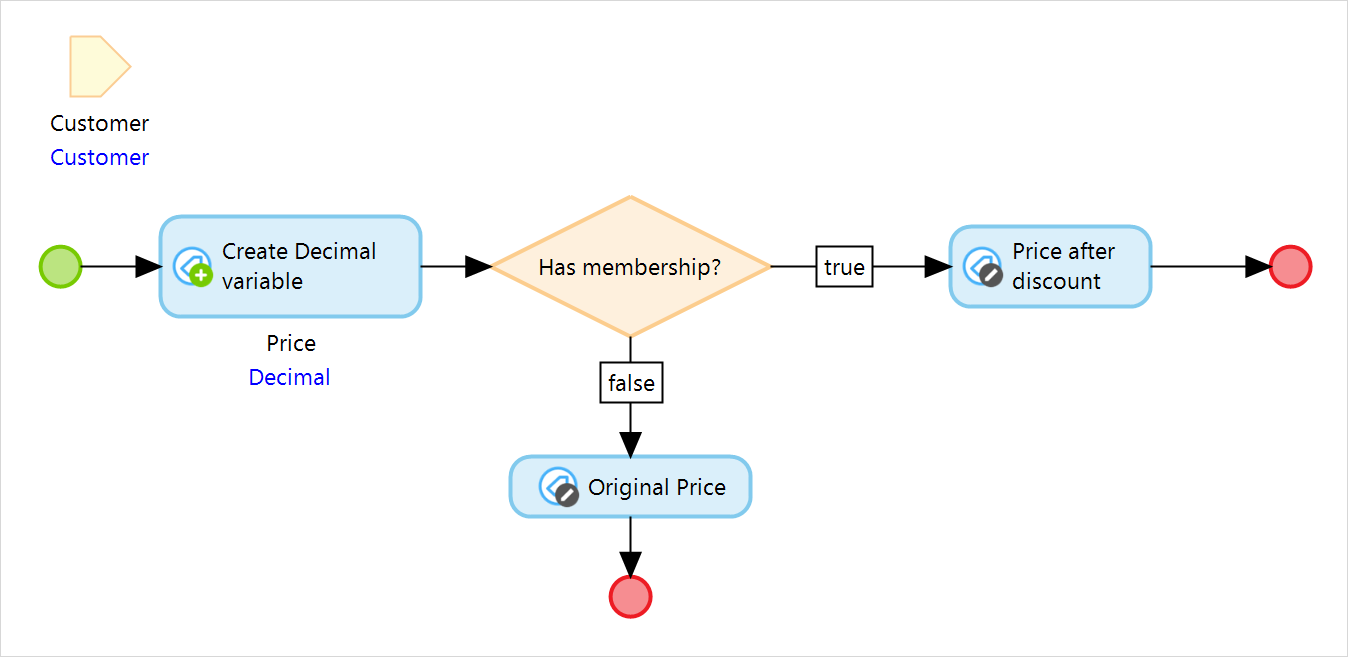 Customer
Customer
Create Decimal
variable
Price
Decimal
Has membership?
true
Price after
discount
false
Original Price